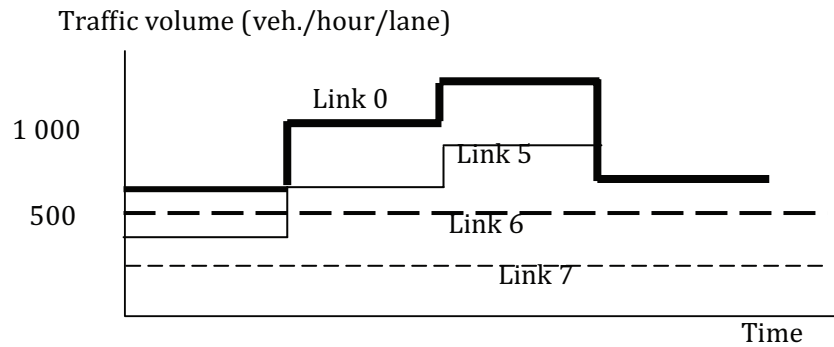 Traffic volume (veh./hour/lane)
Link 0
1 000
Link 5
500
Link 6
Link 7
Time